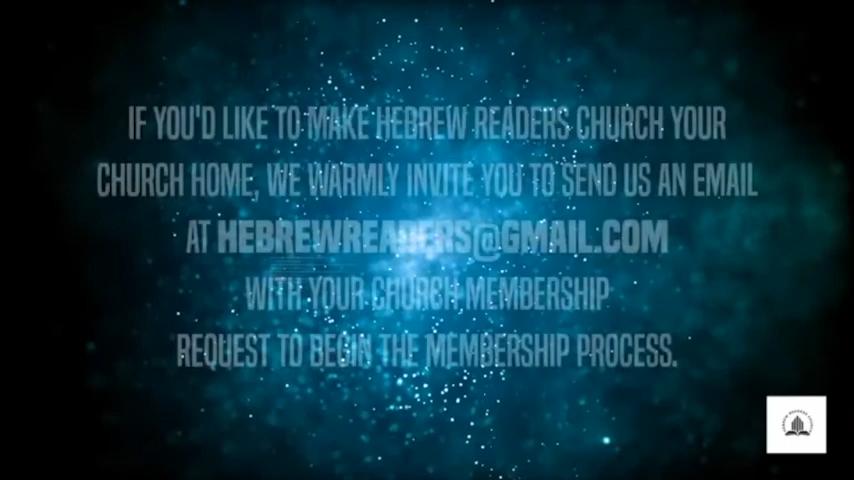 IF YOU'D LIKE TO MAKE HEBREW READERS CHURCH YOUR
CHURCH HOME, WE WARMLY INVITE YOU TO SEND US AN EMAIL
AT HEBREWREADERS@GMAIL.COM
WITH YOUR CHURCH MEMBERSHIP
REQUEST TO BEGIN THE MEMBERSHIP PROCESS.